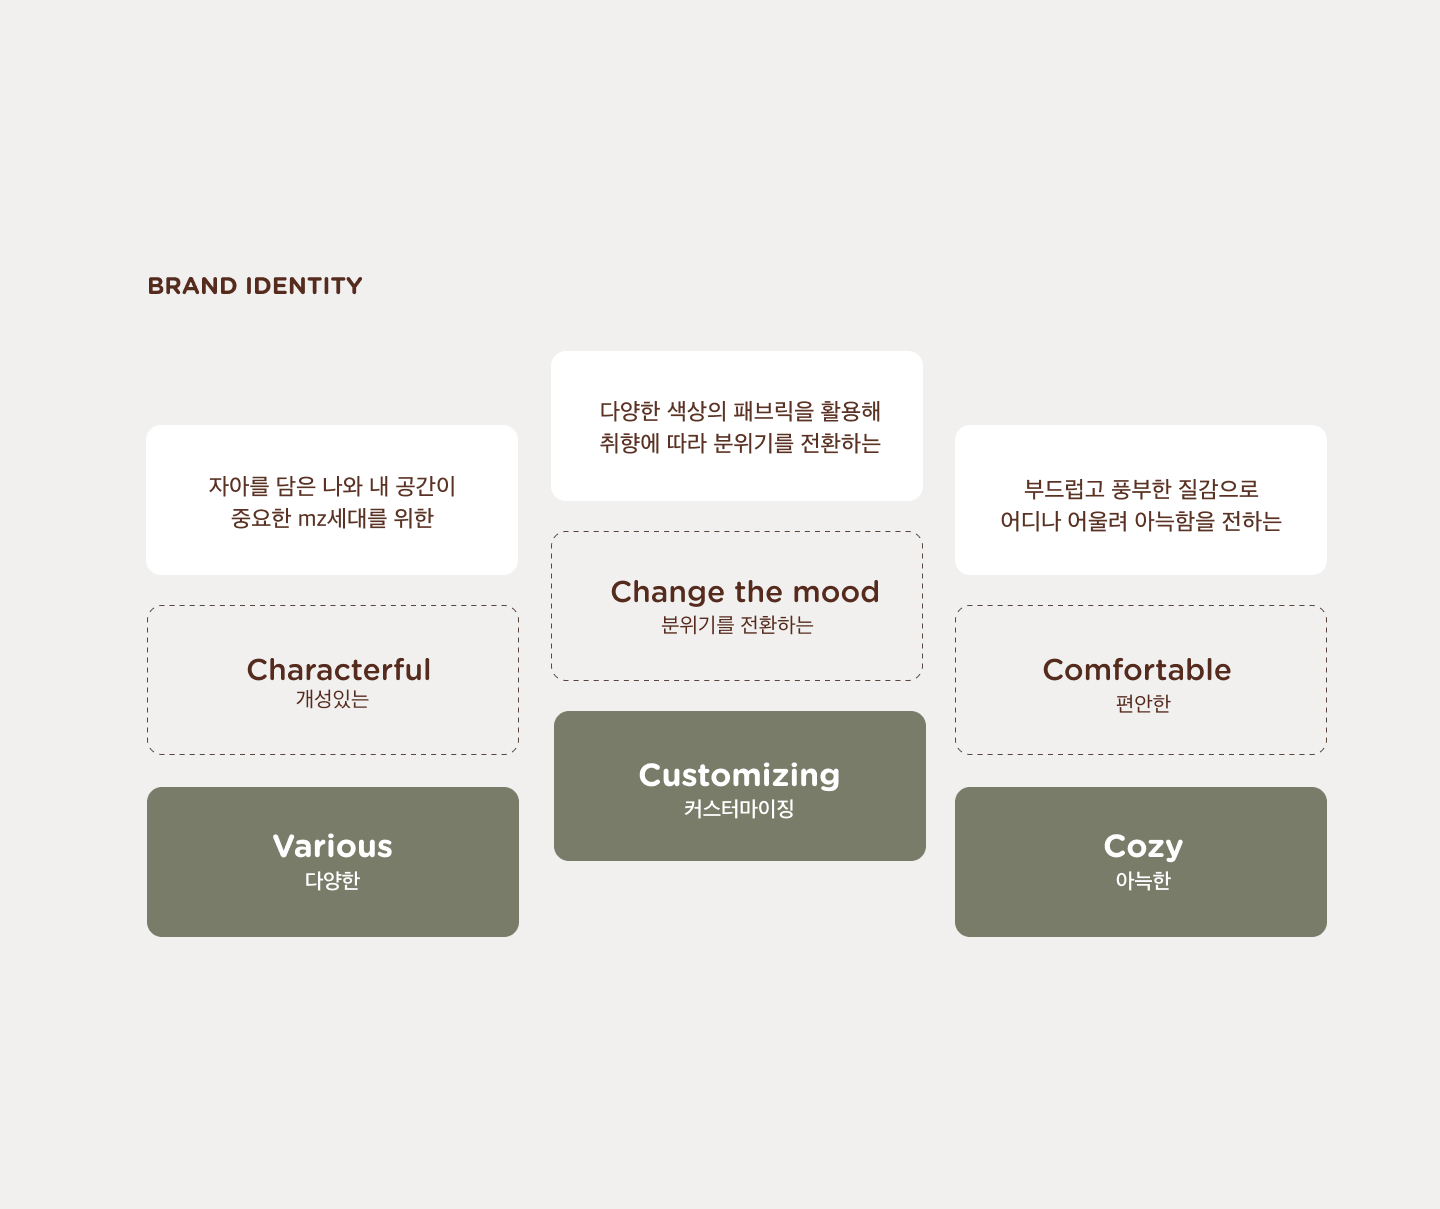 BRAND IDENTITY
자아를 담은 나와 내 공간이
중요한 mz세대를 위한
Characterful
개성있는
Various
다양한
다양한 색상의 패브릭을 활용해
취향에 따라 분위기를 전환하는
Change the mood
분위기를 전환하는
Customizing
커스터마이징
부드럽고 풍부한 질감으로
어디나 어울려 아늑함을 전하는
Comfortable
편안한
Cozy
아늑한